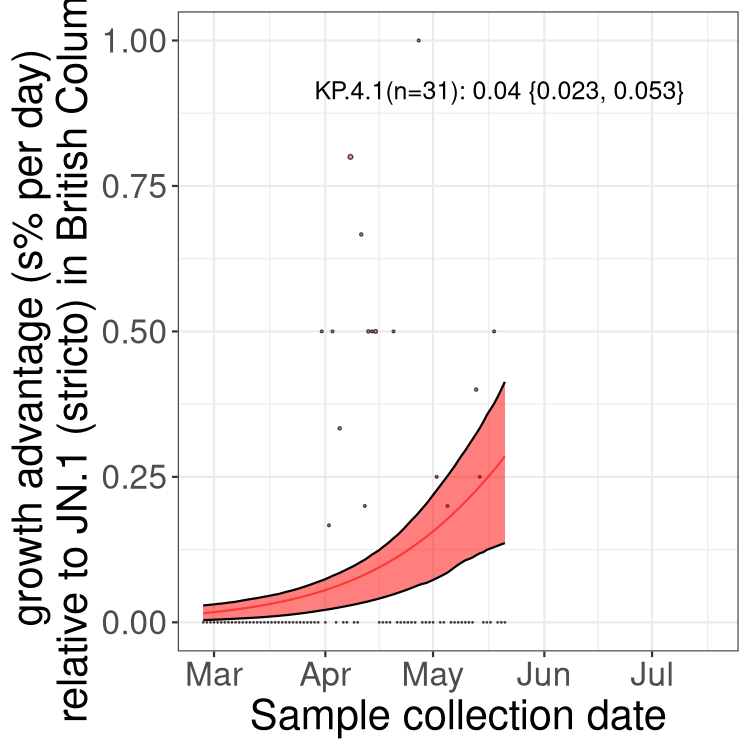 growth advantage (s% per day)
relative to JN.1 (stricto) in British Colum
1.00
0.75
0.50
0.25
0.00
KP.4.1(n=31): 0.04 {0.023, 0.053}
Mar Apr May Jun Jul
Sample collection date